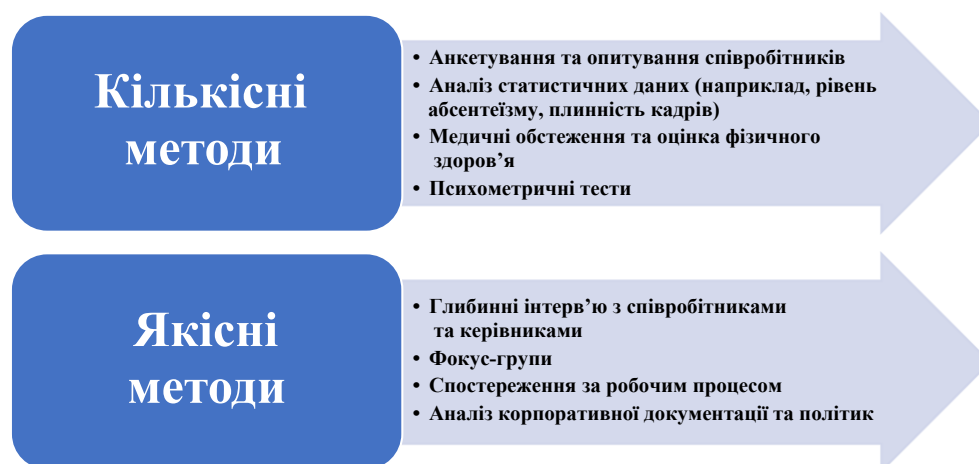 Кількісні
методи
• Анкетування та опитування співробітників
• Аналіз статистичних даних (наприклад, рівень
абсентеїзму, плинність кадрів)
• Медичні обстеження та оцінка фізичного
здоров’я
• Психометричні тести
Якісні
методи
• Глибинні інтерв’ю з співробітниками
та керівниками
• Фокус-групи
• Спостереження за робочим процесом
• Аналіз корпоративної документації та політик